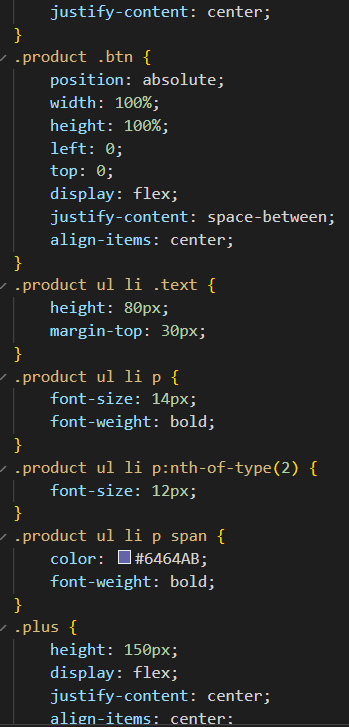 justify-content: center;
}
.product .btn {
position: absolute;
width: 100%;
height: 100%;
left: 0;
top: 0;
display: flex;
justify-content: space-between;
align-items: center;
}
.product ul li .text {
height: 80px;
margin-top: 30px;
}
.product ul li p {
font-size: 14px;
font-weight: bold;
}
.product ul li p:nth-of-type(2) {
font-size: 12px;
}
.product ul li p span {
color: #6464AB;
font-weight: bold;
}
.plus {
height: 150px;
display: flex;
justify-content: center;
align-items: center;